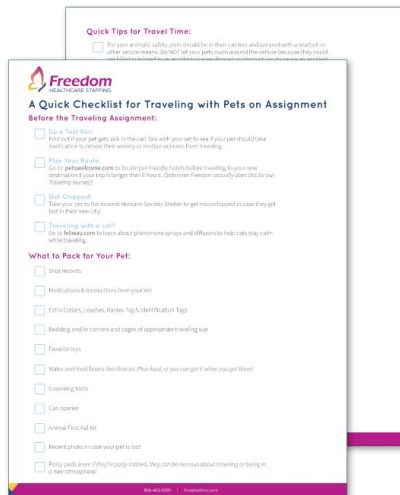 Quick Tips for Travel Time:
For your animals' safety, pets should be in their carriers and secured with a seatbelt or
other secure means. Do NOT let your pets roam around the vehicle because they could
Freedom
HEALTHCARE STAFFING
A Quick Checklist for Traveling with Pets on Assignment
Before the Traveling Assignment:
Do a Test Run.
Find out if your pet gets sick in the car! Talk with your vet to see if your pet should take
medication to relieve their anxiety or motion sickness from traveling.
Plan Your Route.
Go to: petswelcome.com to locate pet-friendly hotels before traveling to your new
destination if your trip is longer than 8 hours. (Side note: Freedom actually does this for our
Traveling Nurses!)
Get Chipped!
Take your pet to the nearest Humane Society Shelter to get microchipped in case they get
lost in their new city!
Traveling with a cat?
Go to feliway.com to learn about pheromone sprays and diffusers to help cats stay calm
while traveling.
What to Pack for Your Pet:
Shot records
Medications & Instructions from your Vet
Extra Collars, Leashes, Rabies Tag & Identification Tags
Bedding and/or carriers and cages of appropriate traveling size
Favorite toys
Water and food bowls distributors (Plus food, or you can get it when you get there)
Grooming tools
Can opener
Animal First Aid Kit
Recent photo in case your pet is lost
Potty pads (even if they're potty trained, they can be nervous about traveling or being in
a new atmosphere)